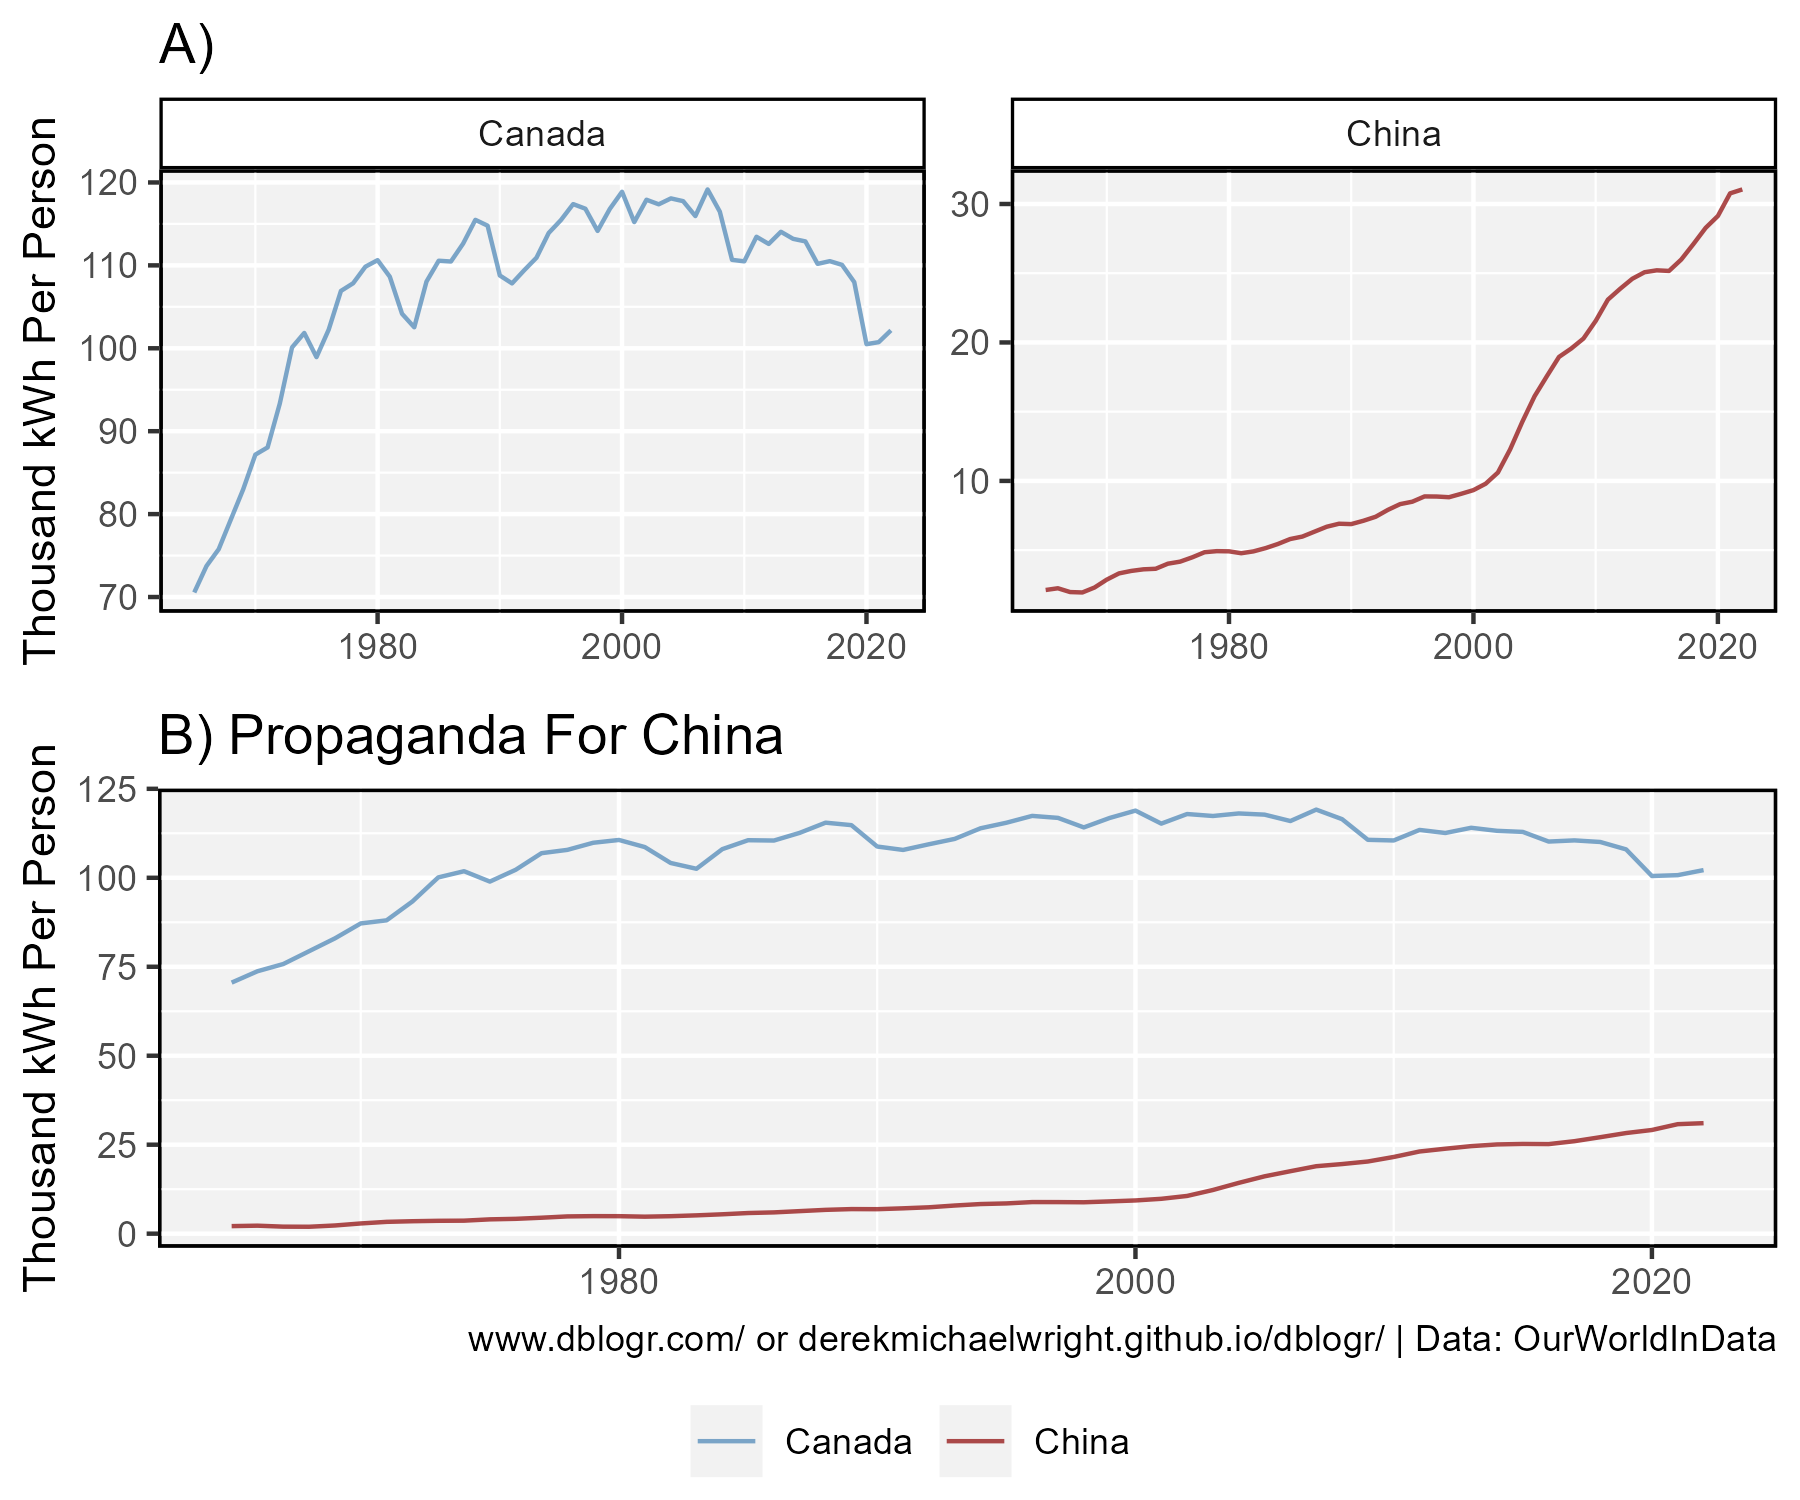 A)
Canada
China
Thousand kWh Per Person
120
110
100
90
80
70
1980
2000
2020
30
20
10
1980
2000
2020
B) Propaganda For China
Thousand kWh Per Person
125
100
75
50
25
0
1980
2000
2020
www.dblogr.com/ or derekmichaelwright.github.io/dblogr/ | Data: OurWorldInData
Canada
China